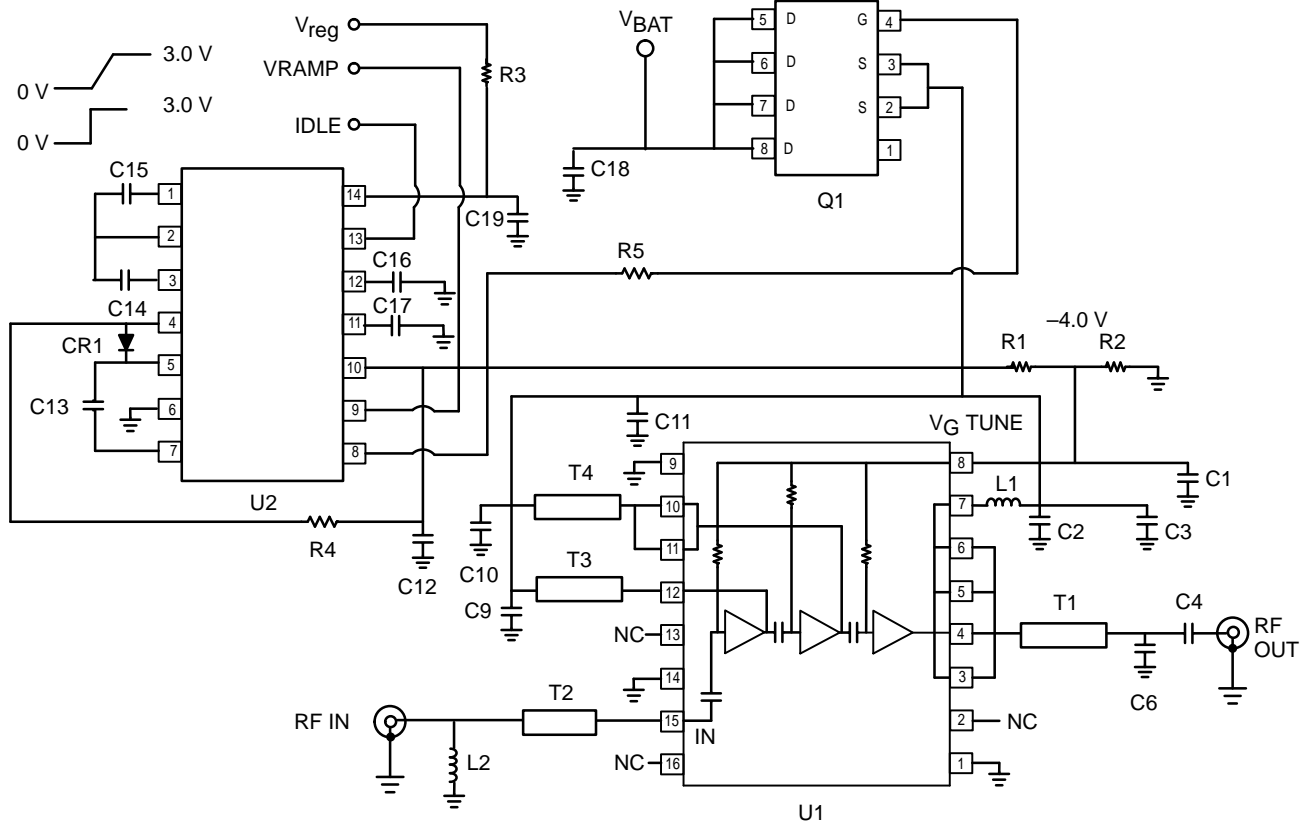 Vreg
VRAMP
IDLE
0 V
3.0 V
0 V
3.0 V
R3
VBAT
C18
5 D
6 D
7 D
8 D
G 4
S 3
S 2
1
Q1
C15
C14
CR1
C13
1
2
3
4
5
6
7
14
13
12
11
10
9
8
U2
C19
C16
C17
R5
R4
C12
–4.0 V
R1
R2
C11
VG TUNE
C1
L1
C2
C3
T4
C10
T3
C9
NC
T2
RF IN
L2
NC
9
10
11
12
13
14
15
16
IN
8
7
6
5
4
3
2
1
NC
T1
C4
C6
RF
OUT
U1